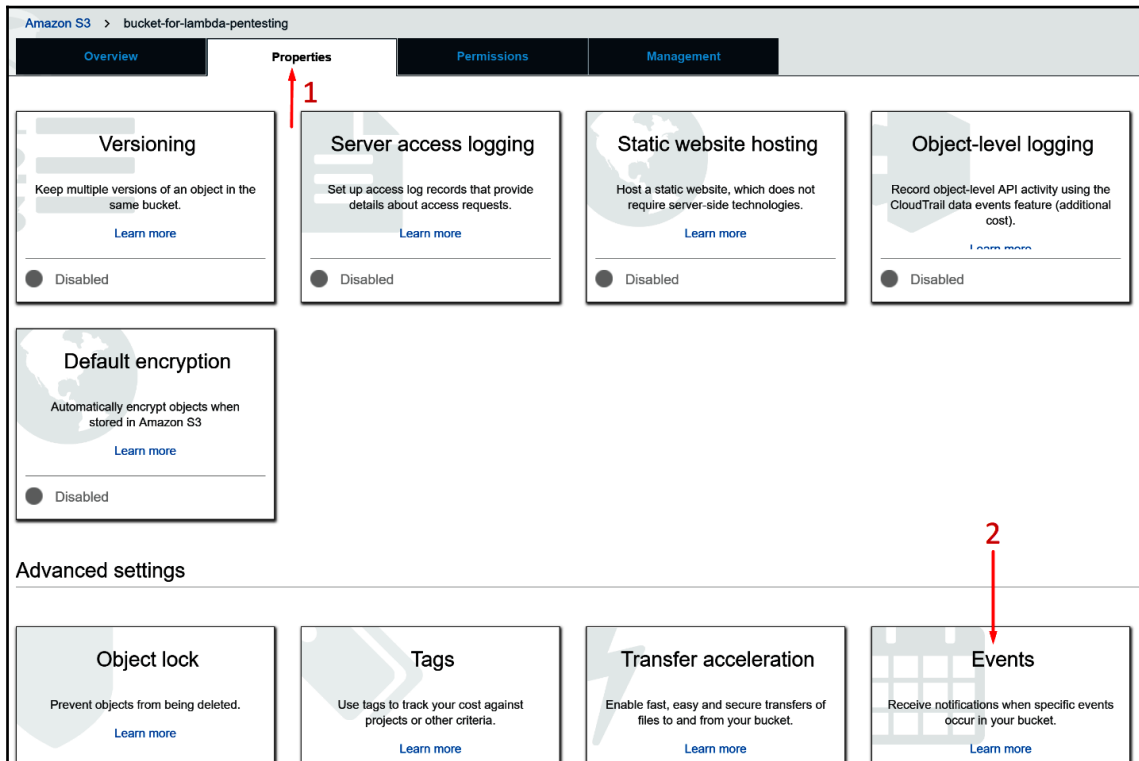 Amazon S3 > bucket-for-lambda-pentesting
Overview Properties Permissions Management
1
Versioning
Keep multiple versions of an object in the
same bucket.
Learn more
Disabled
Server access logging
Set up access log records that provide
details about access requests.
Learn more
Disabled
Static website hosting
Host a static website, which does not
require server-side technologies.
Learn more
Disabled
Object-level logging
Record object-level API activity using the
CloudTrail data events feature (additional
cost).
Learn more
Disabled
Default encryption
Automatically encrypt objects when
stored in Amazon S3
Learn more
Disabled
2
Advanced settings
Object lock
Prevent objects from being deleted.
Learn more
Tags
Use tags to track your cost against
projects or other criteria.
Learn more
Transfer acceleration
Enable fast, easy and secure transfers of
files to and from your bucket.
Learn more
Events
Receive notifications when specific events
occur in your bucket.
Learn more